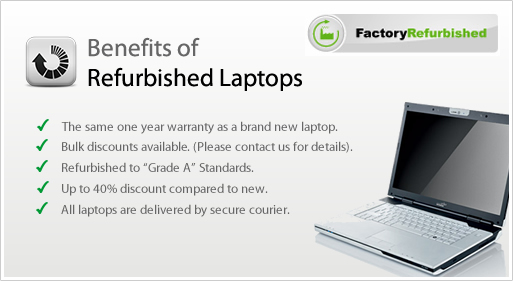 Benefits of
Refurbished Laptops
FactoryRefurbished
The same one year warranty as a brand new laptop.
Bulk discounts available. (Please contact us for details).
Refurbished to “Grade A” Standards.
Up to 40% discount compared to new.
All laptops are delivered by secure courier.